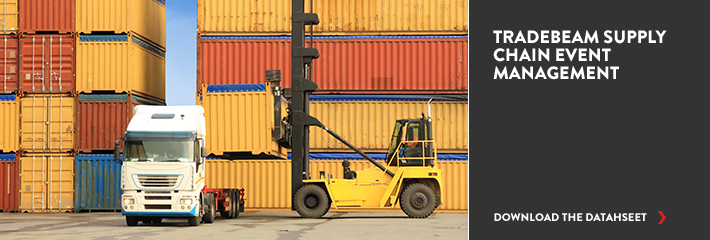 TRADEBEAM SUPPLY
CHAIN EVENT
MANAGEMENT
DOWNLOAD THE DATAHSEET